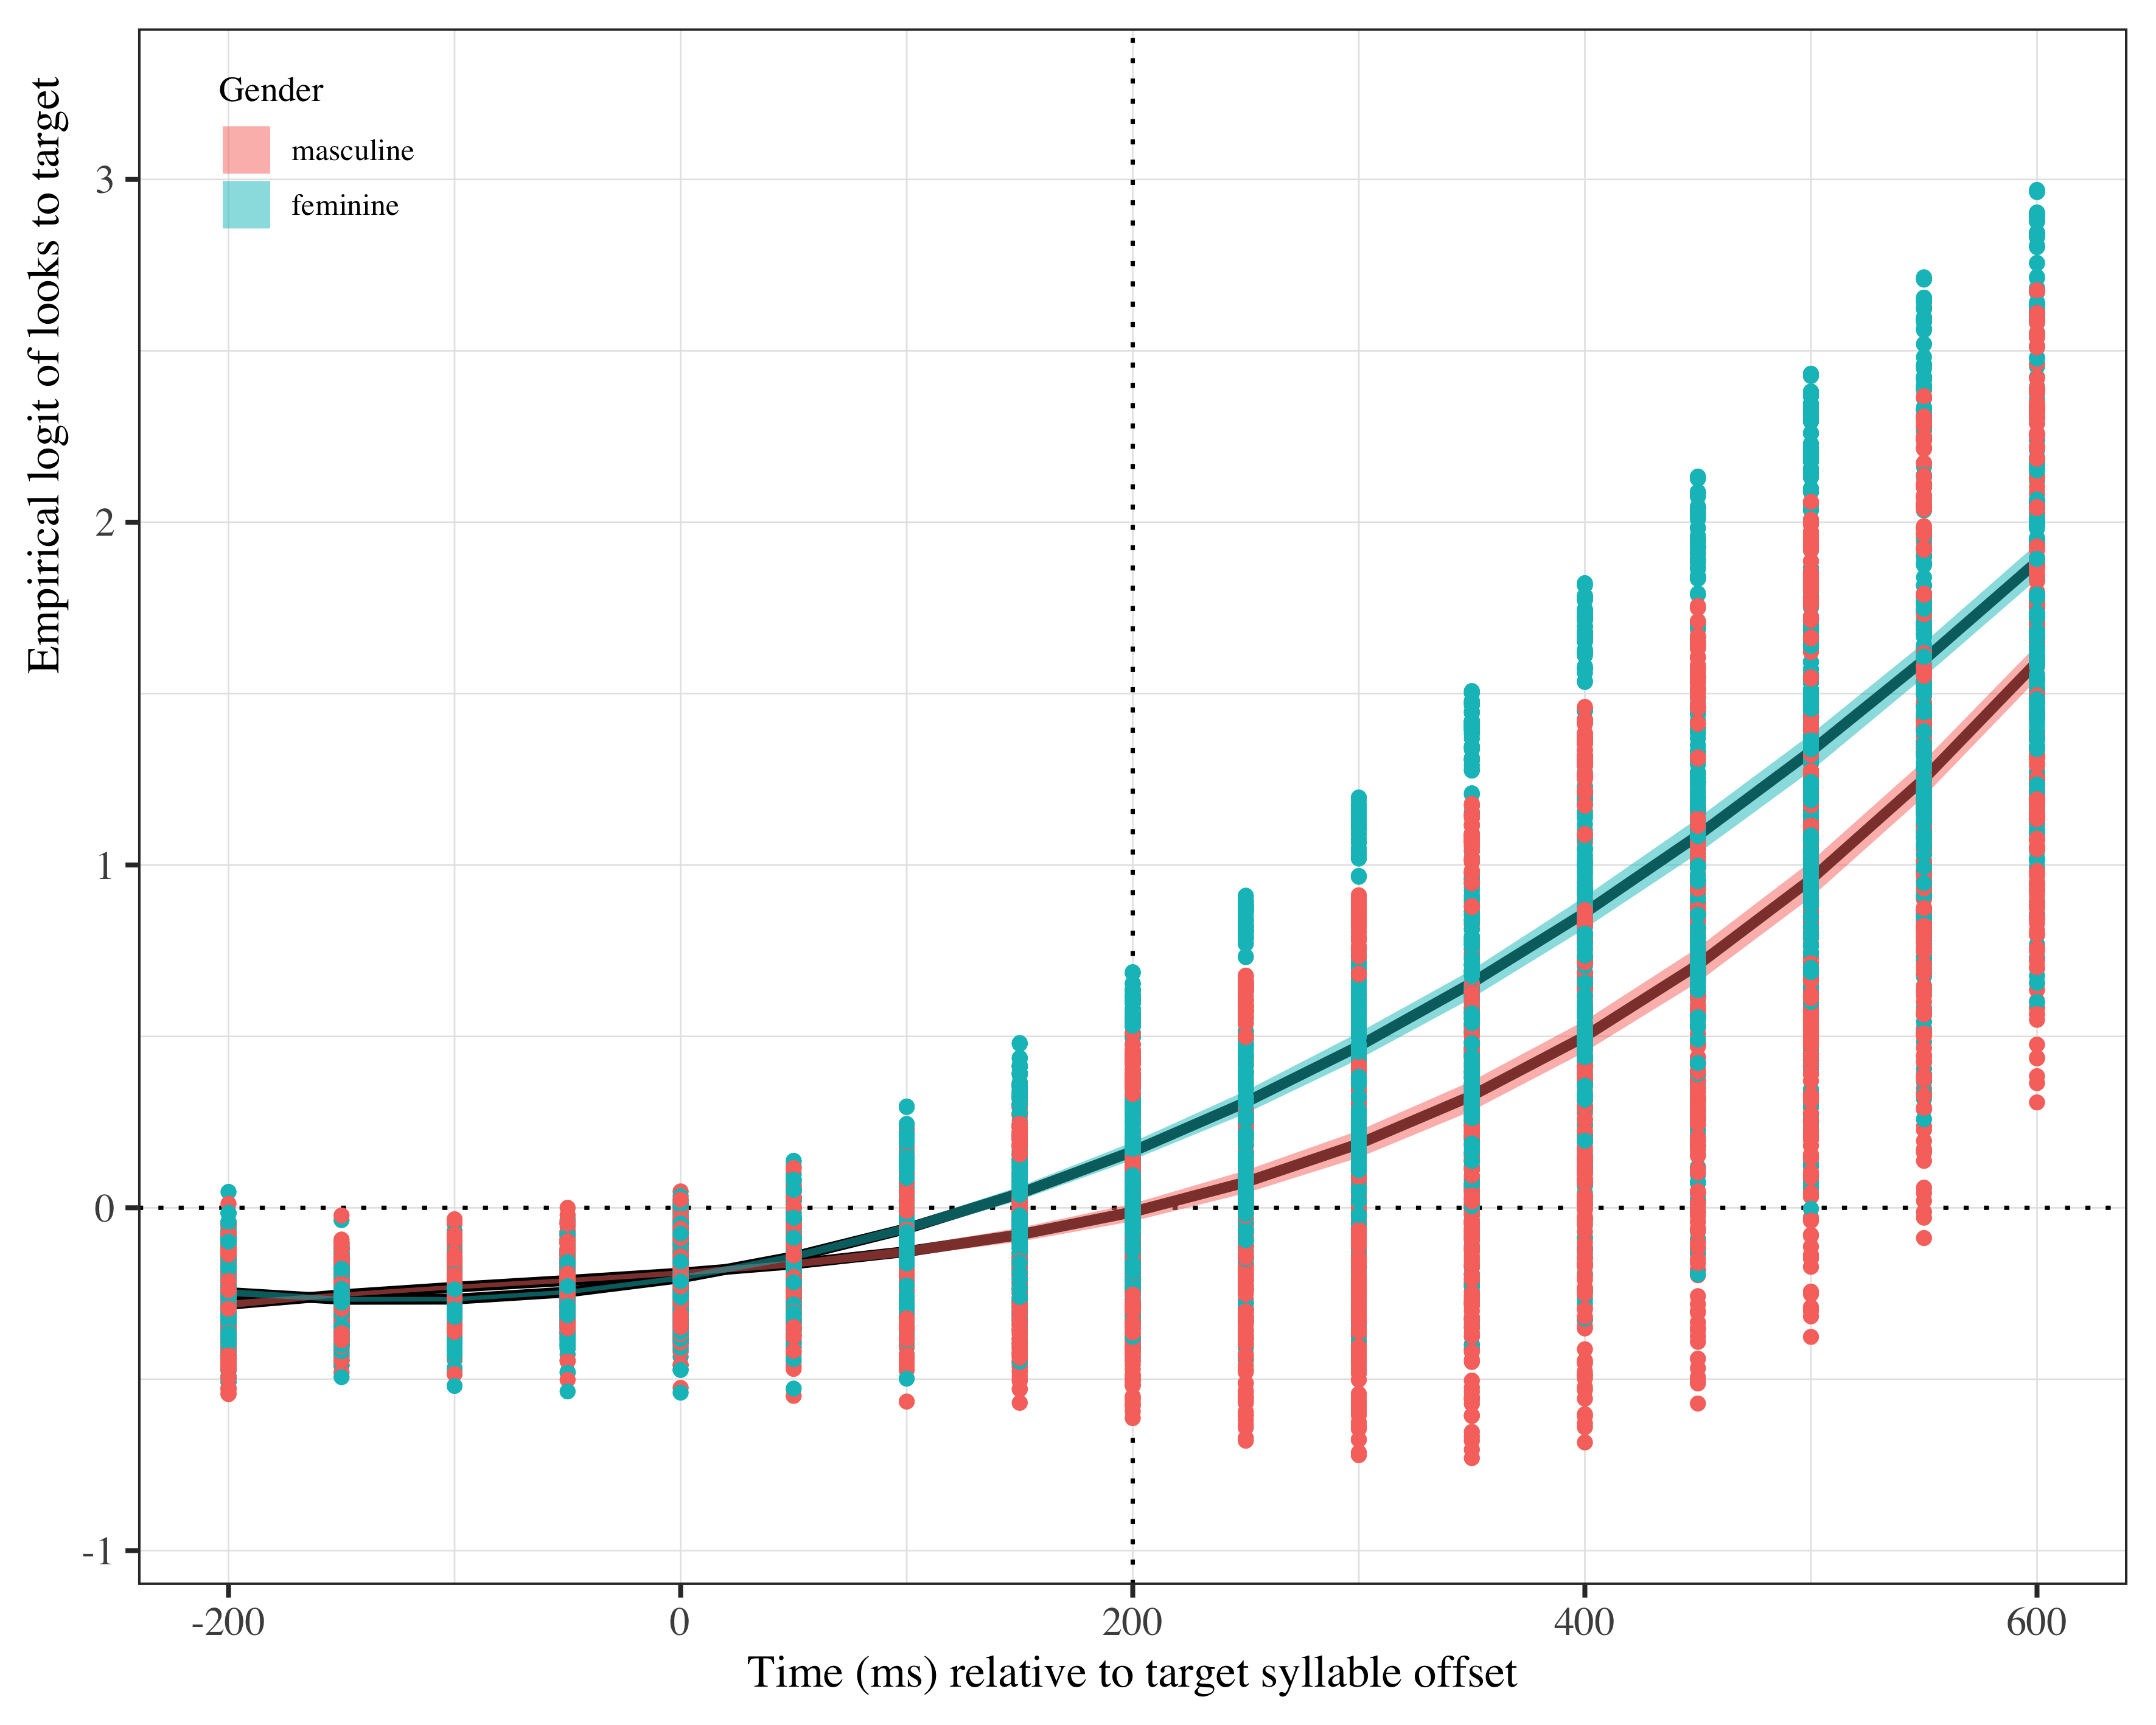 Gender
masculine
feminine
Empirical logit of looks to target
3
2
1
0
-1
-200
0
200
400
600
Time (ms) relative to target syllable offset